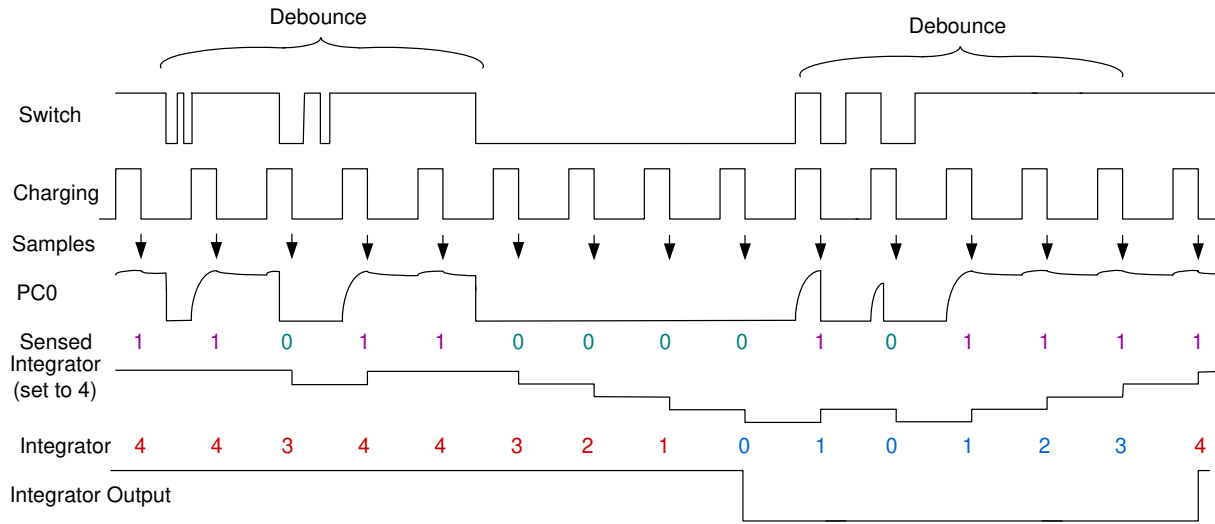 Debounce
Debounce
Switch
Charging
Samples
PC0
Sensed 1 1 0 1 1 0 0 0 0 1 0 1 1 1 1
Integrator
(set to 4)
Integrator 4 4 3 4 4 3 2 1 0 1 0 1 2 3 4
Integrator Output